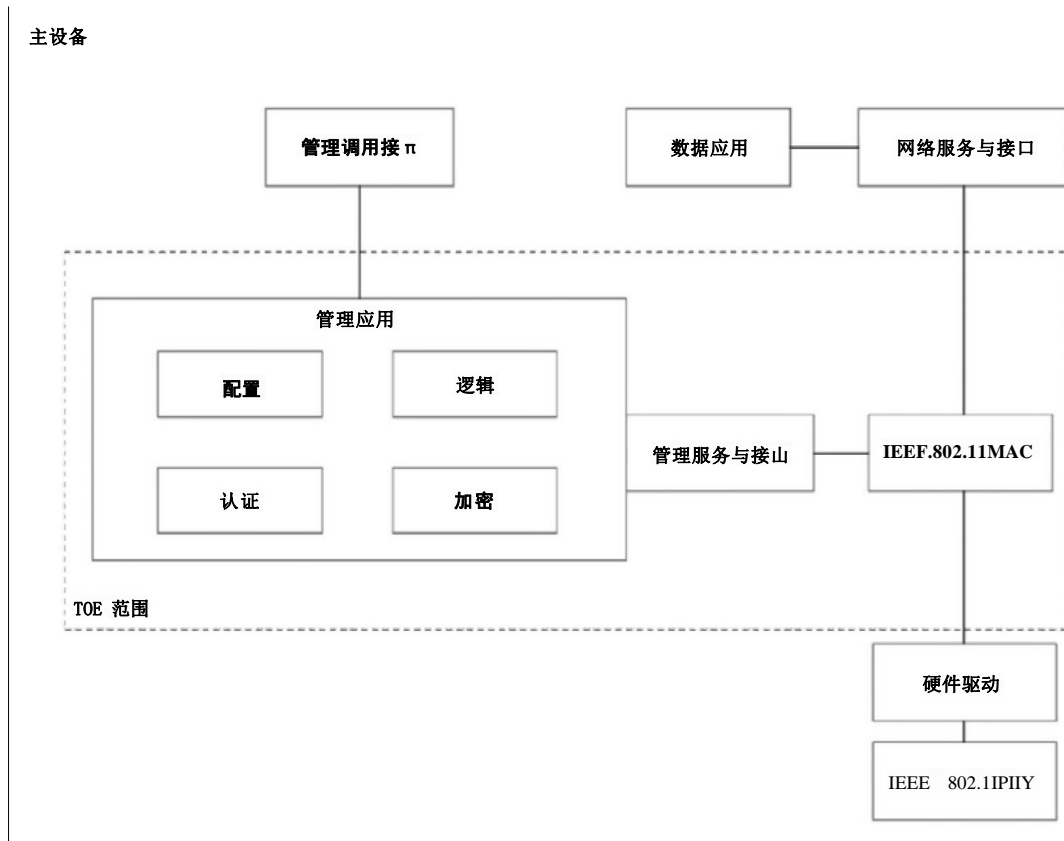 主设备
管理调用接 π
数据应用
网络服务与接口
管理应用
配置
逻辑
管理服务与接山
IEEF.802.11MAC
认证
加密
TOE 范围
硬件驱动
IEEE 802.1IPIIY